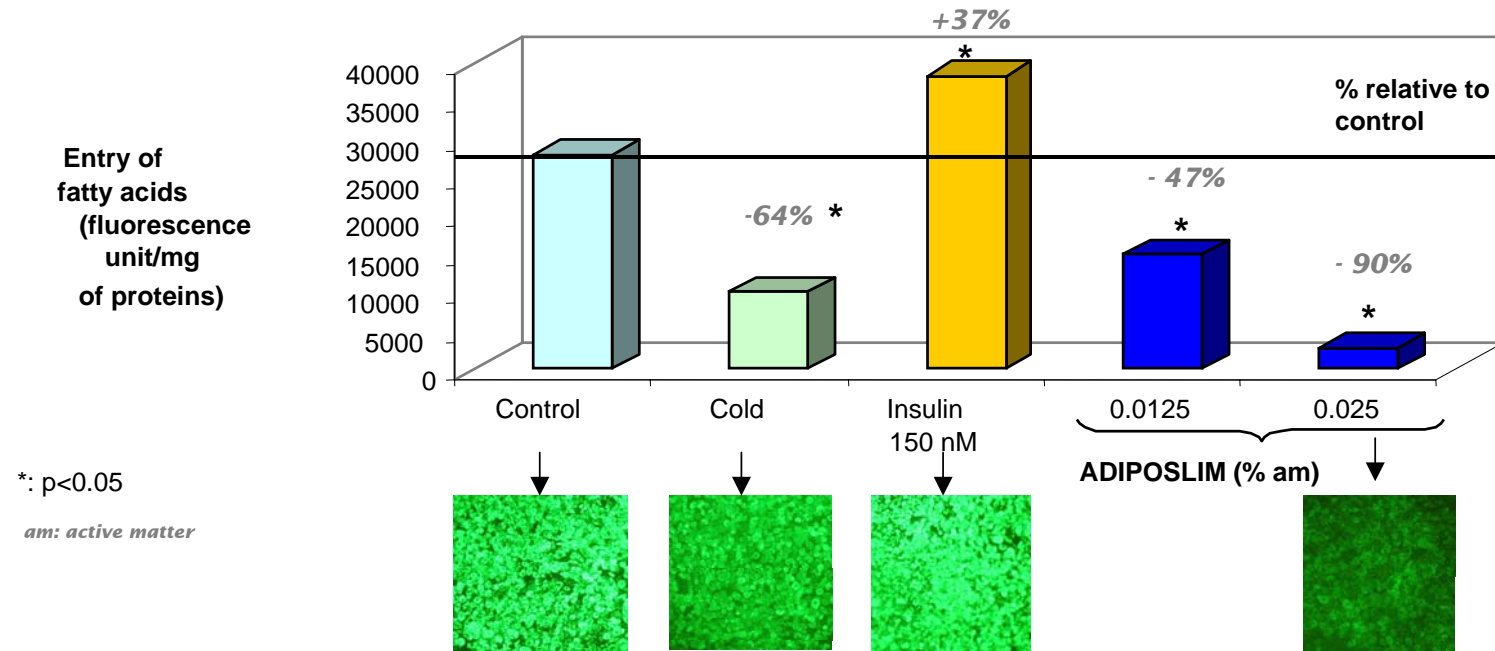 +37%
*
% relative to
control
Entry of
fatty acids
(fluorescence
unit/mg
of proteins)
40000
35000
30000
25000
20000
15000
10000
5000
0
-64% *
- 47%
*
- 90%
*
Control
Cold
Insulin
150 nM
0.0125
0.025
ADIPOSLIM (% am)
*: p<0.05
am: active matter